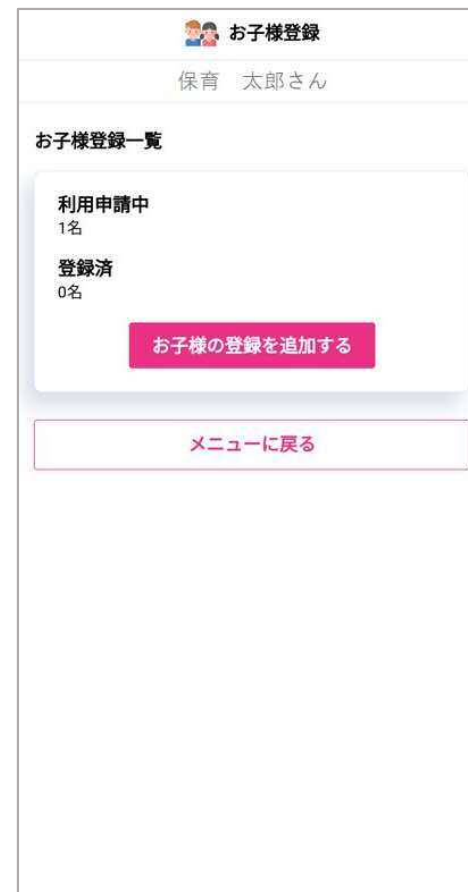 お子様登録
保育　太郎さん
お子様登録一覧
利用申請中
1名
登録済
0名
お子様の登録を追加する
メニューに戻る